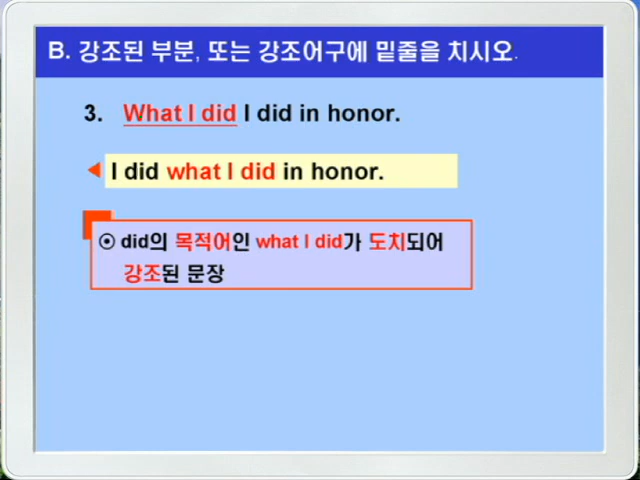 B. 강조된 부분, 또는 강조어구에 밑줄을 치시오.
3. What I did I did in honor.
I did what I did in honor.
⊙ did의 목적어인 what I did가 도치되어
강조된 문장